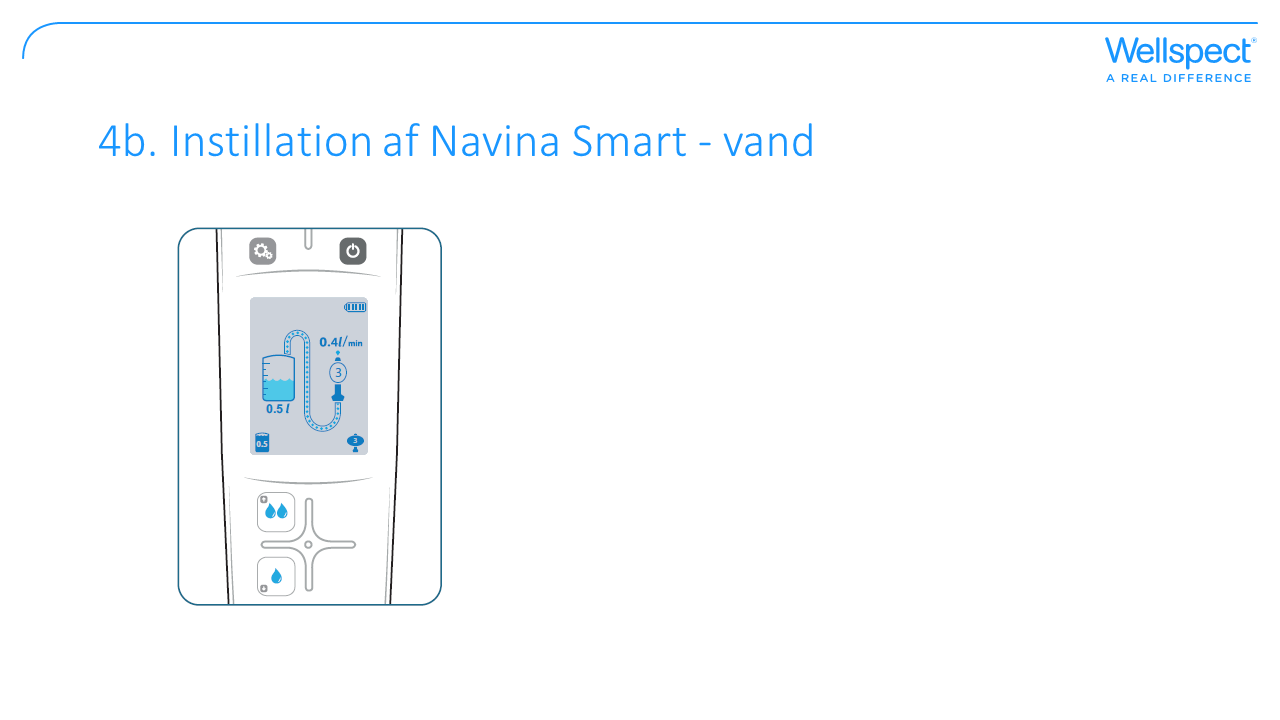 Wellspect®
A REAL DIFFERENCE
4b. Instillation af Navina Smart - vand
0.4l/min
3
0.5 l
0.5
3